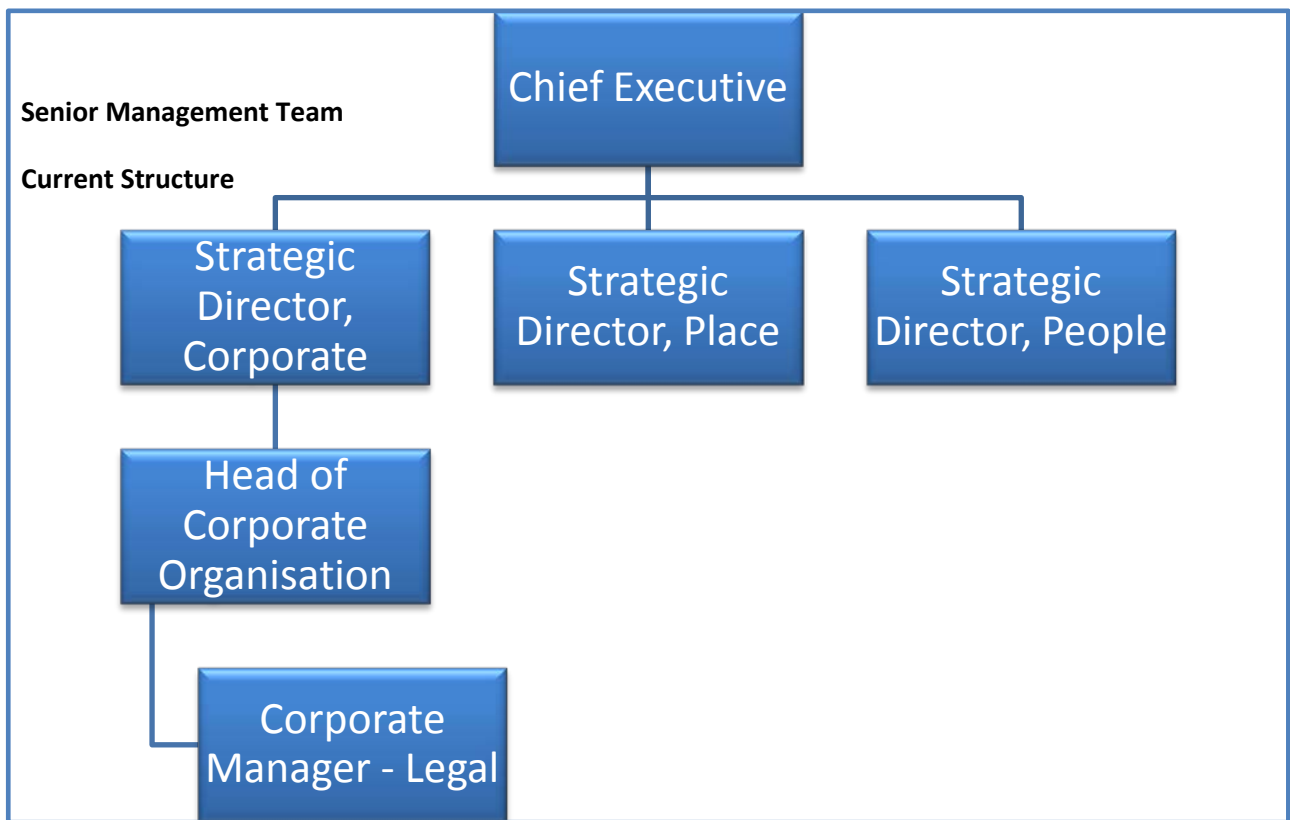 Chief Executive
Senior Management Team
Current Structure
Strategic
Director,
Corporate
Strategic
Director, Place
Strategic
Director, People
Head of
Corporate
Organisation
Corporate
Manager - Legal